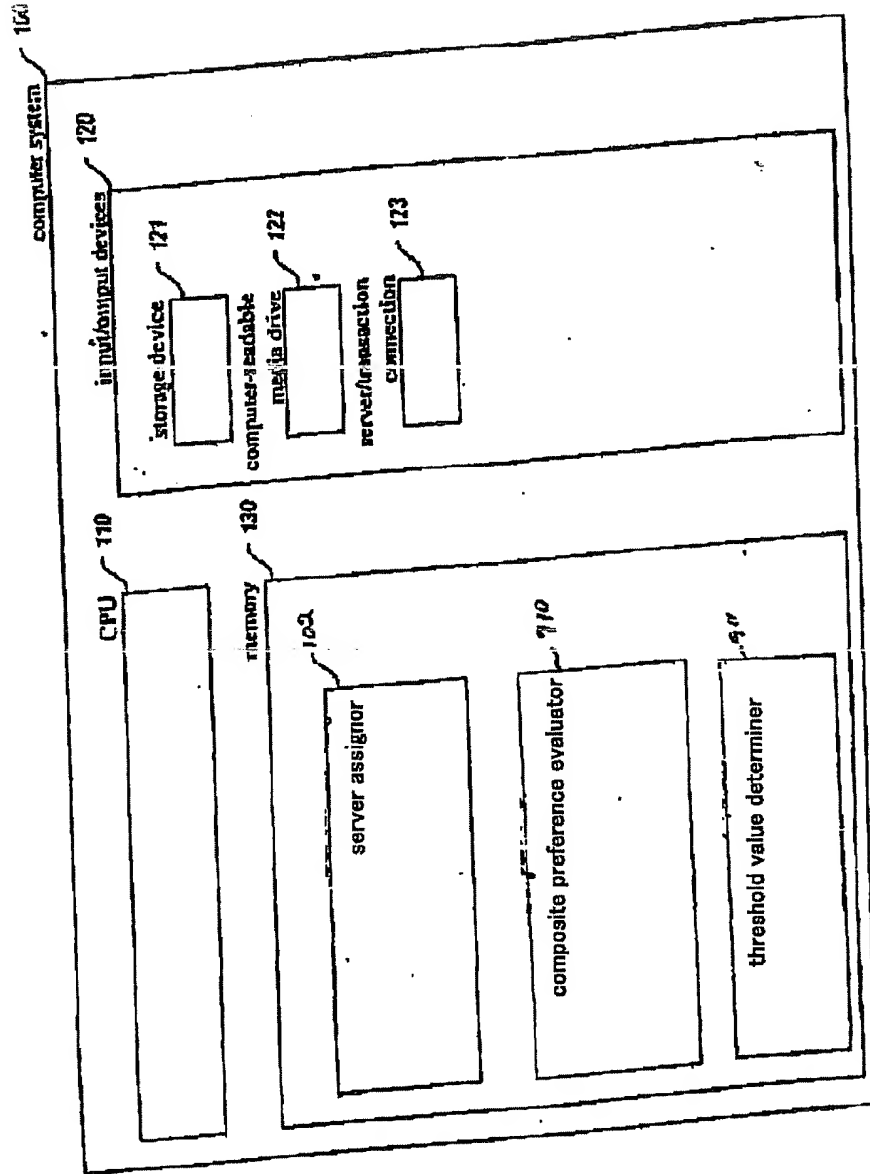 computer system
100
CPU
110
input/output devices
120
storage device
121
computer-readable
media drive
122
server/transaction
connection
123
memory
130
server assignor
102
composite preference evaluator
910
threshold value determiner